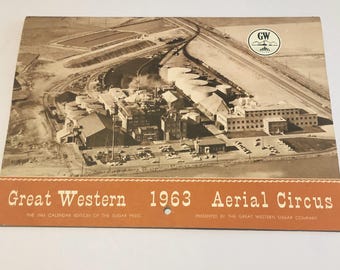 GW
Great Western 1963 Aerial Circus
THE 1963 CALENDAR EDITION OF THE SUGAR PRESS PRESENTED BY THE GREAT WESTERN SUGAR COMPANY